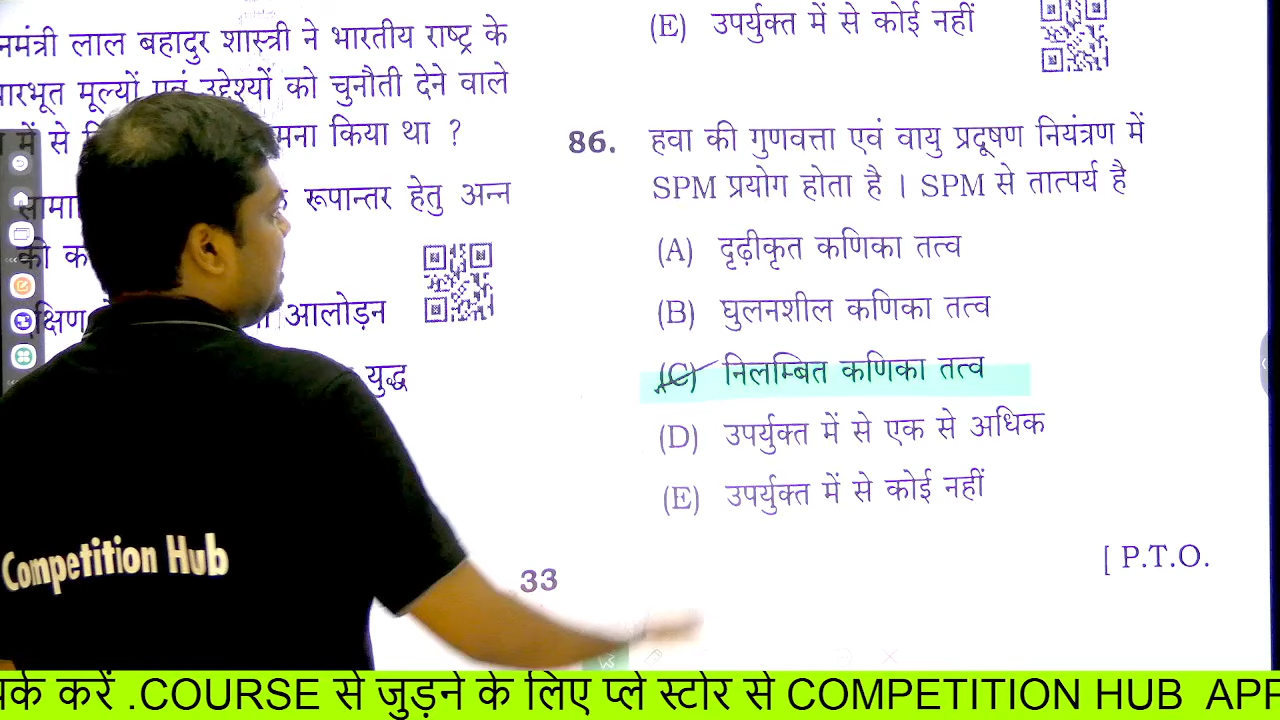 नमंत्री लाल बहादुर शास्त्री ने भारतीय राष्ट्र के
मूल्यों एवं उद्देश्यों को चुनौती देने वाले
में से
किया था ?
रूपान्तर हेतु अन्न
की
आलोड़न
युद्ध
33
(E) उपर्युक्त में से कोई नहीं
86. हवा की गुणवत्ता एवं वायु प्रदूषण नियंत्रण में
SPM प्रयोग होता है । SPM से तात्पर्य है
(A) दृढ़ीकृत कणिका तत्व
(B) घुलनशील कणिका तत्व
(C) निलम्बित कणिका तत्व
(D) उपर्युक्त में से एक से अधिक
(E) उपर्युक्त में से कोई नहीं
[ P.T.O.
Competition Hub
र्क करें .COURSE से जुड़ने के लिए प्ले स्टोर से COMPETITION HUB APP